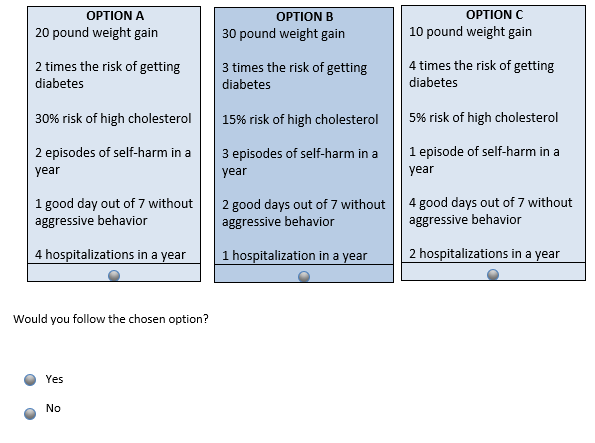 OPTION A
20 pound weight gain
2 times the risk of getting
diabetes
30% risk of high cholesterol
2 episodes of self-harm in a
year
1 good day out of 7 without
aggressive behavior
4 hospitalizations in a year
OPTION B
30 pound weight gain
3 times the risk of getting
diabetes
15% risk of high cholesterol
3 episodes of self-harm in a
year
2 good days out of 7 without
aggressive behavior
1 hospitalization in a year
OPTION C
10 pound weight gain
4 times the risk of getting
diabetes
5% risk of high cholesterol
1 episode of self-harm in a
year
4 good days out of 7 without
aggressive behavior
2 hospitalizations in a year
Would you follow the chosen option?
Yes
No